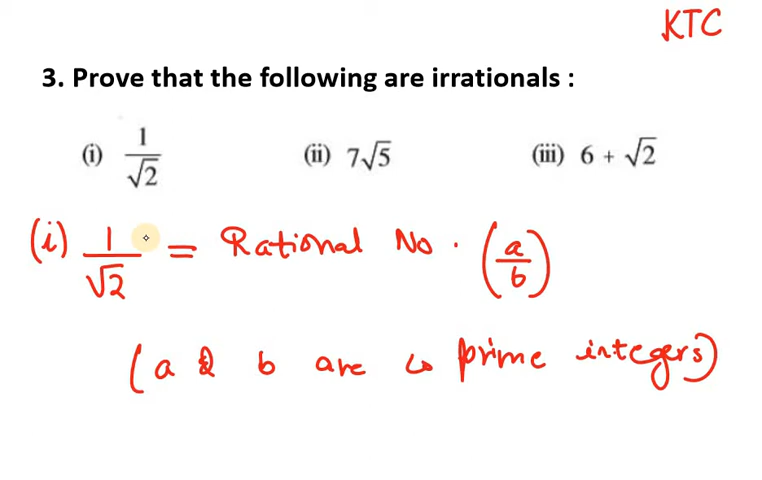 KTC
3. Prove that the following are irrationals :
(i) 1/√2 (ii) 7√5 (iii) 6 + √2
(i) 1/√2 = Rational No. (a/b)
(a & b are co prime integers)